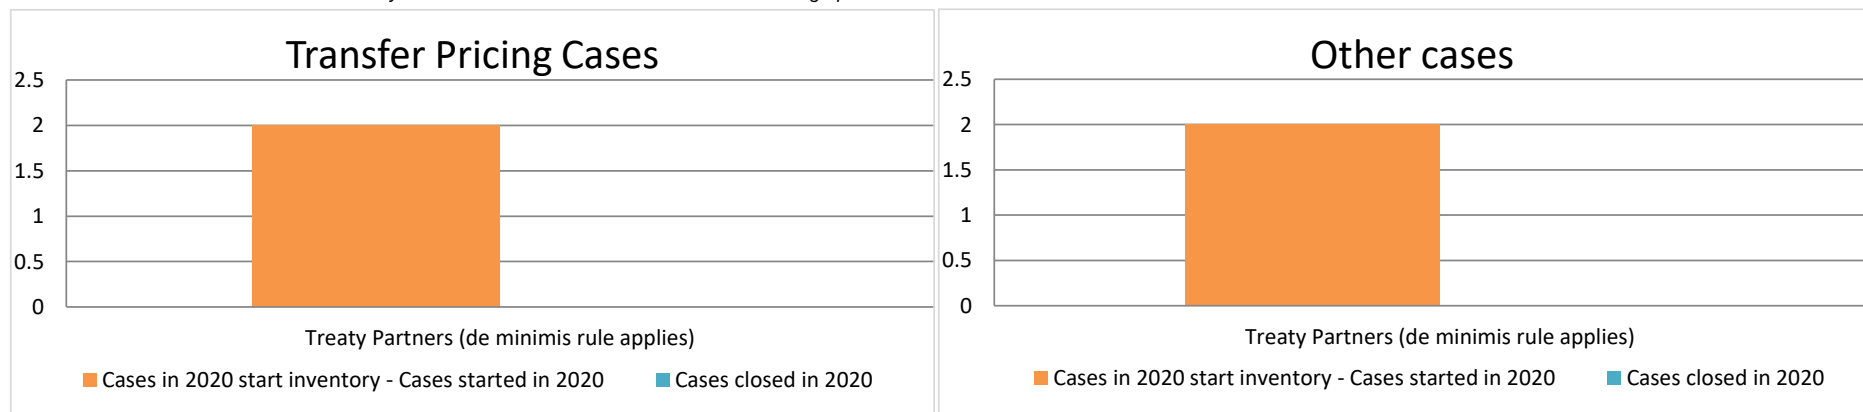 Transfer Pricing Cases
2.5
2
1.5
1
0.5
0
Treaty Partners (de minimis rule applies)
Cases in 2020 start inventory - Cases started in 2020 Cases closed in 2020
Other cases
2.5
2
1.5
1
0.5
0
Treaty Partners (de minimis rule applies)
Cases in 2020 start inventory - Cases started in 2020 Cases closed in 2020